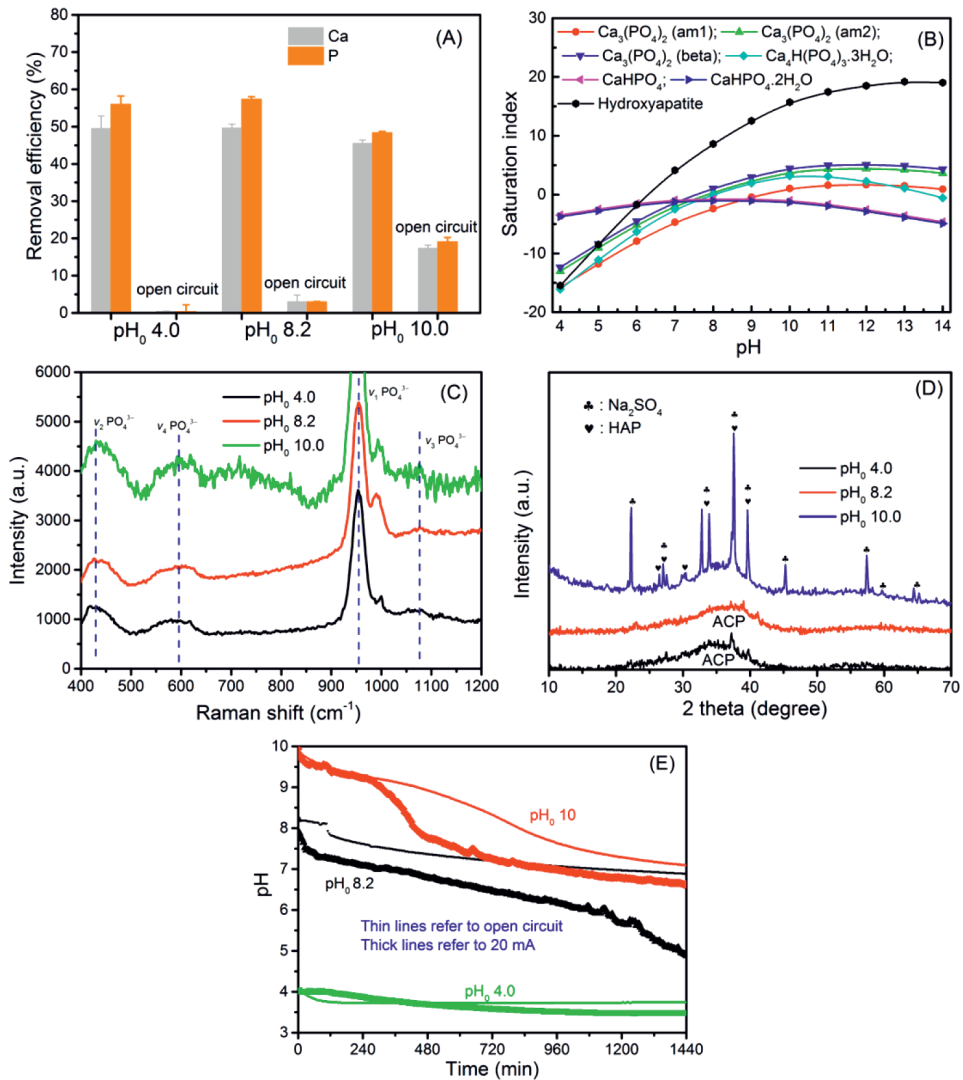 (A)
Ca
P
Removal efficiency (%)
80
70
60
50
40
30
20
10
0
open circuit
open circuit
open circuit
pH₀ 4.0
pH₀ 8.2
pH₀ 10.0
(B)
Ca₃(PO₄)₂ (am1); Ca₃(PO₄)₂ (am2);
Ca₃(PO₄)₂ (beta); Ca₄H(PO₄)₃.3H₂O;
CaHPO₄; CaHPO₄.2H₂O
Hydroxyapatite
Saturation index
30
20
10
0
-10
-20
4 5 6 7 8 9 10 11 12 13 14
pH
(C)
ν₂ PO₄³⁻
ν₄ PO₄³⁻
ν₁ PO₄³⁻
ν₃ PO₄³⁻
pH₀ 4.0
pH₀ 8.2
pH₀ 10.0
Intensity (a.u.)
6000
5000
4000
3000
2000
1000
0
400 500 600 700 800 900 1000 1100 1200
Raman shift (cm⁻¹)
(D)
♣ : Na₂SO₄
♥ : HAP
pH₀ 4.0
pH₀ 8.2
pH₀ 10.0
ACP
ACP
Intensity (a.u.)
10 20 30 40 50 60 70
2 theta (degree)
(E)
pH₀ 10
pH₀ 8.2
Thin lines refer to open circuit
Thick lines refer to 20 mA
pH₀ 4.0
pH
10
9
8
7
6
5
4
3
0 240 480 720 960 1200 1440
Time (min)